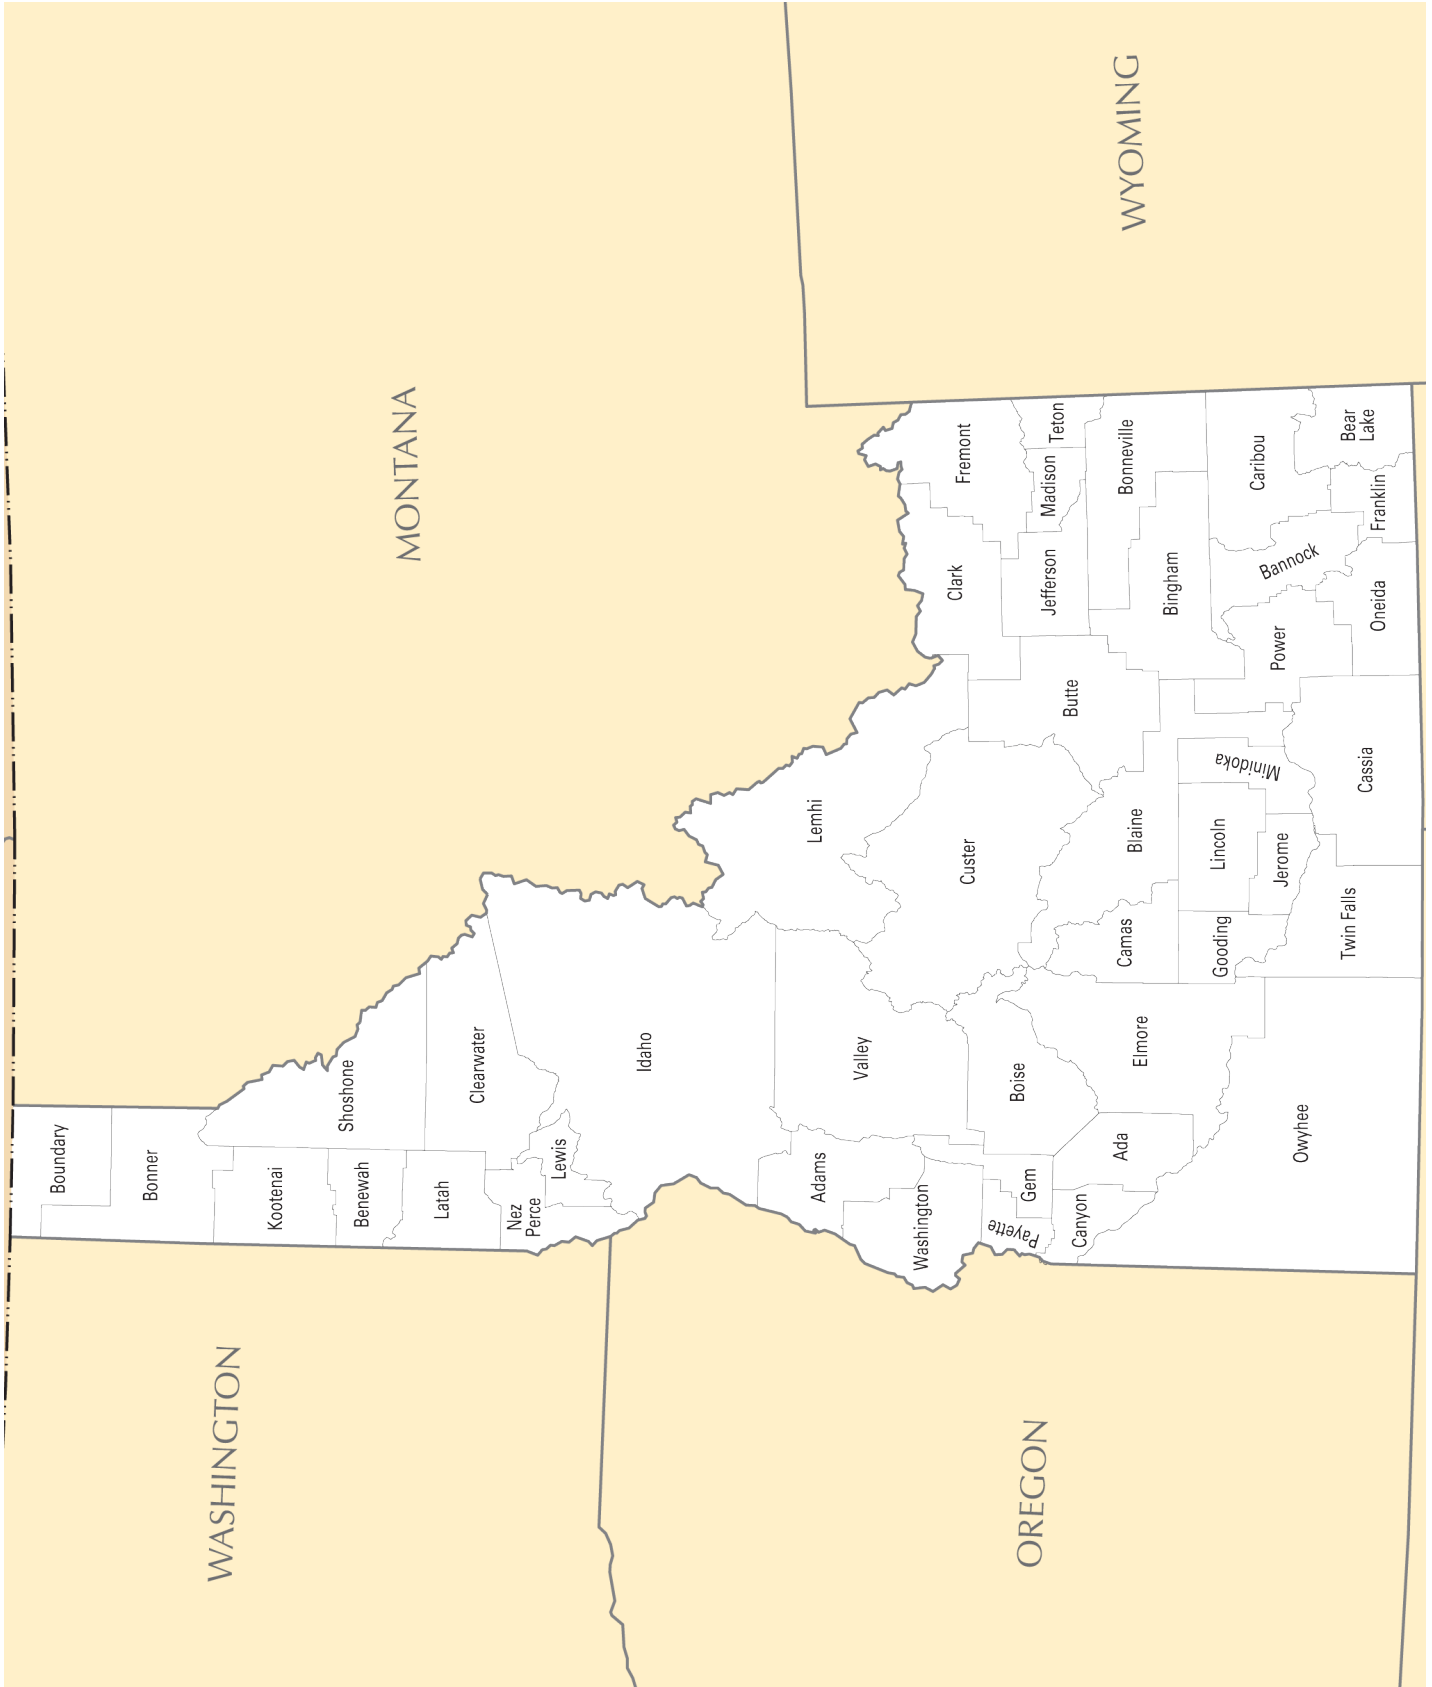 WASHINGTON
MONTANA
OREGON
WYOMING
Boundary
Bonner
Kootenai
Shoshone
Benewah
Latah
Clearwater
Nez
Perce
Lewis
Idaho
Lemhi
Adams
Valley
Washington
Custer
Clark
Fremont
Payette
Gem
Boise
Butte
Jefferson
Madison
Teton
Canyon
Ada
Elmore
Camas
Blaine
Bingham
Bonneville
Gooding
Lincoln
Minidoka
Jerome
Power
Bannock
Caribou
Owyhee
Twin Falls
Cassia
Oneida
Franklin
Bear
Lake